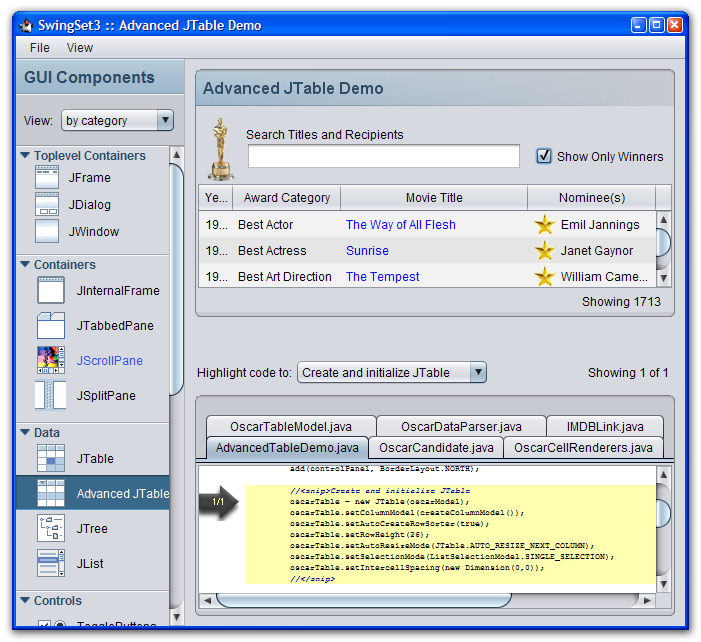 SwingSet3 :: Advanced JTable Demo
File View
GUI Components
View: by category
Toplevel Containers
JFrame
JDialog
JWindow
Containers
JInternalFrame
JTabbedPane
JScrollPane
JSplitPane
Data
JTable
Advanced JTable
JTree
JList
Controls
Advanced JTable Demo
Search Titles and Recipients
Show Only Winners
Ye... Award Category Movie Title Nominee(s)
19... Best Actor The Way of All Flesh Emil Jannings
19... Best Actress Sunrise Janet Gaynor
19... Best Art Direction The Tempest William Came...
Showing 1713
Highlight code to: Create and initialize JTable Showing 1 of 1
OscarTableModel.java OscarDataParser.java IMDBLink.java
AdvancedTableDemo.java OscarCandidate.java OscarCellRenderers.java
add(controlPanel, BorderLayout.NORTH);
1/1
//<snip>Create and initialize JTable
oscarTable = new JTable(oscarModel);
oscarTable.setColumnModel(createColumnModel());
oscarTable.setAutoCreateRowSorter(true);
oscarTable.setRowHeight(26);
oscarTable.setAutoResizeMode(JTable.AUTO_RESIZE_NEXT_COLUMN);
oscarTable.setSelectionMode(ListSelectionModel.SINGLE_SELECTION);
oscarTable.setIntercellSpacing(new Dimension(0,0));
//</snip>